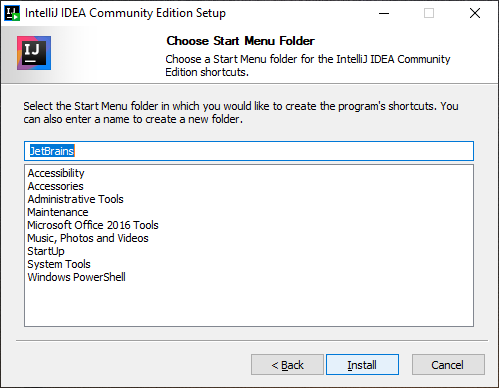 IntelliJ IDEA Community Edition Setup
IJ
Choose Start Menu Folder
Choose a Start Menu folder for the IntelliJ IDEA Community
Edition shortcuts.
Select the Start Menu folder in which you would like to create the program's shortcuts. You
can also enter a name to create a new folder.
JetBrains
Accessibility
Accessories
Administrative Tools
Maintenance
Microsoft Office 2016 Tools
Music, Photos and Videos
StartUp
System Tools
Windows PowerShell
< Back
Install
Cancel